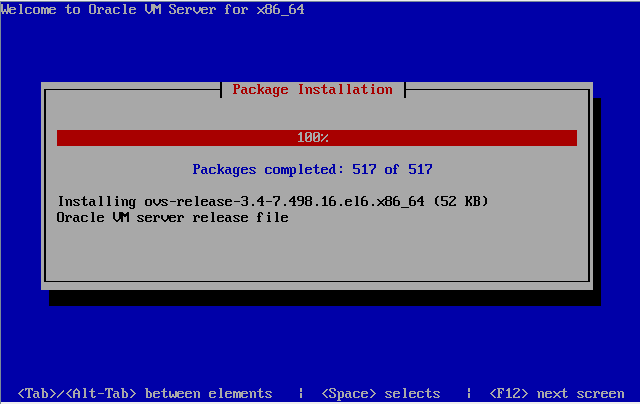 Welcome to Oracle VM Server for x86_64
Package Installation
100%
Packages completed: 517 of 517
Installing ovs-release-3.4-7.498.16.el6.x86_64 (52 KB)
Oracle VM server release file
<Tab>/<Alt-Tab> between elements | <Space> selects | <F12> next screen